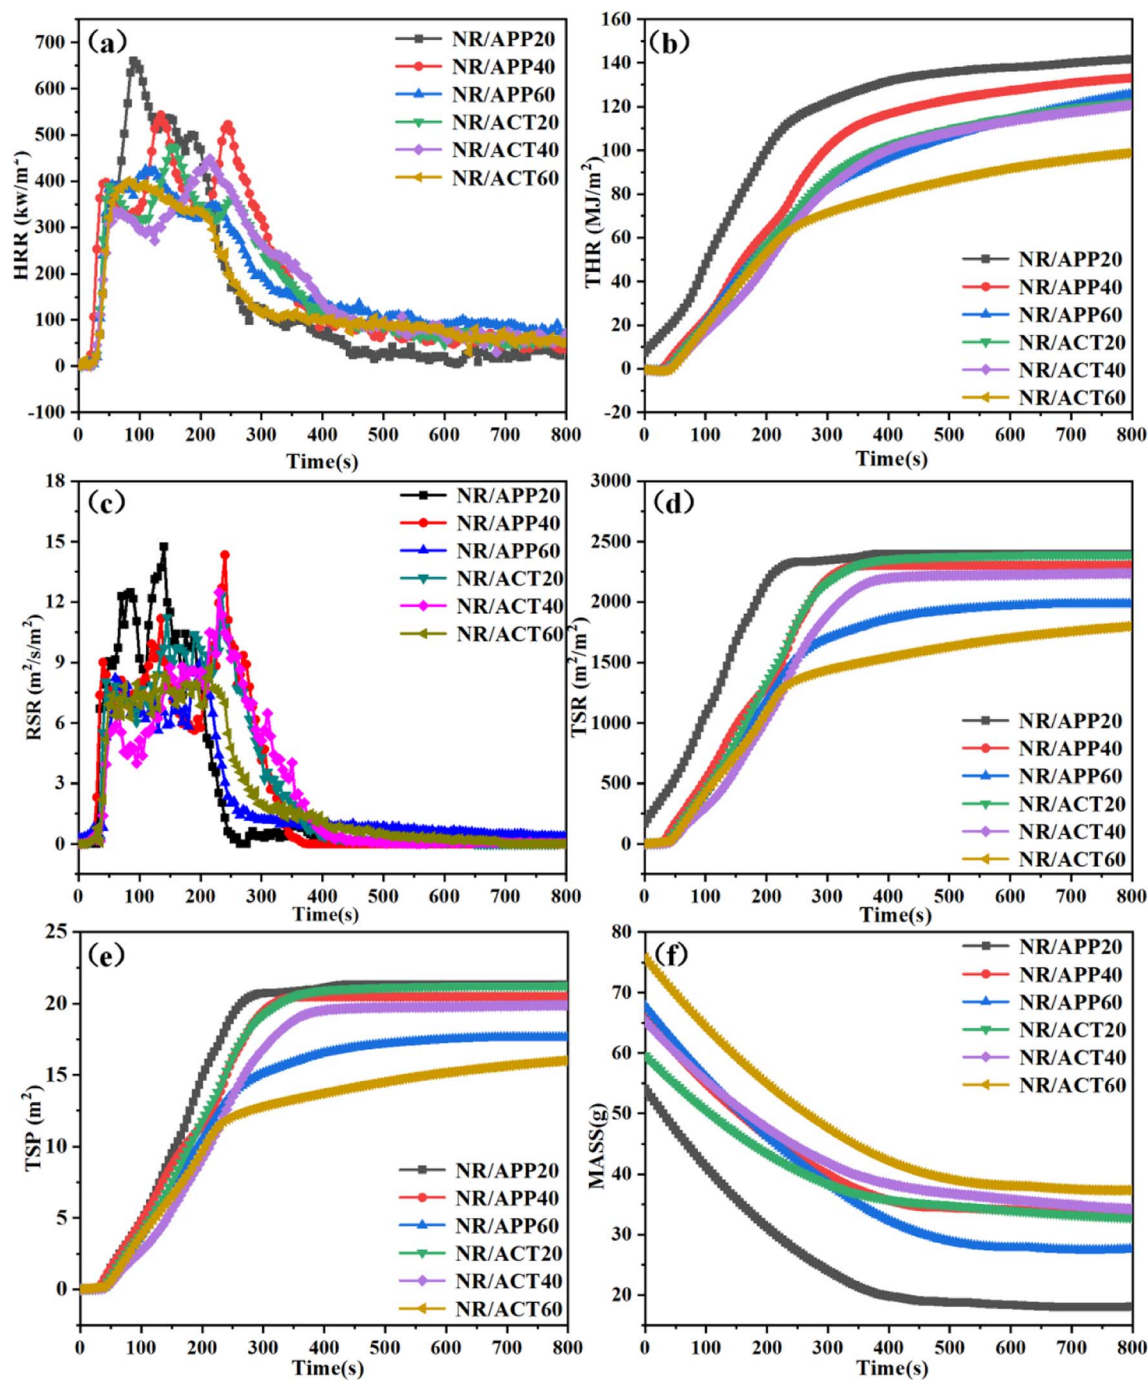 (a)
NR/APP20
NR/APP40
NR/APP60
NR/ACT20
NR/ACT40
NR/ACT60
HRR (kw/m²)
700
600
500
400
300
200
100
0
-100
0 100 200 300 400 500 600 700 800
Time(s)
(b)
THR (MJ/m²)
160
140
120
100
80
60
40
20
0
-20
NR/APP20
NR/APP40
NR/APP60
NR/ACT20
NR/ACT40
NR/ACT60
0 100 200 300 400 500 600 700 800
Time(s)
(c)
NR/APP20
NR/APP40
NR/APP60
NR/ACT20
NR/ACT40
NR/ACT60
RSR (m²/s/m²)
18
15
12
9
6
3
0
0 100 200 300 400 500 600 700 800
Time(s)
(d)
TSR (m²/m²)
3000
2500
2000
1500
1000
500
0
NR/APP20
NR/APP40
NR/APP60
NR/ACT20
NR/ACT40
NR/ACT60
0 100 200 300 400 500 600 700 800
Time(s)
(e)
TSP (m²)
25
20
15
10
5
0
NR/APP20
NR/APP40
NR/APP60
NR/ACT20
NR/ACT40
NR/ACT60
0 100 200 300 400 500 600 700 800
Time(s)
(f)
NR/APP20
NR/APP40
NR/APP60
NR/ACT20
NR/ACT40
NR/ACT60
MASS(g)
80
70
60
50
40
30
20
0 100 200 300 400 500 600 700 800
Time(s)